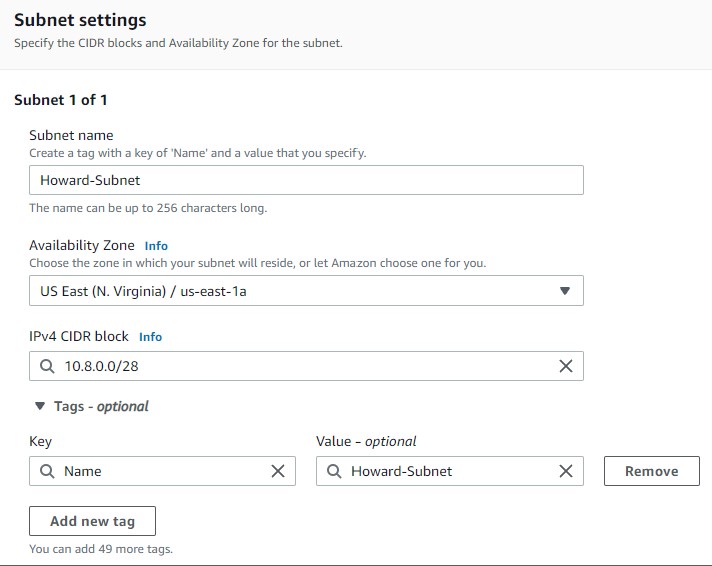 Subnet settings
Specify the CIDR blocks and Availability Zone for the subnet.
Subnet 1 of 1
Subnet name
Create a tag with a key of 'Name' and a value that you specify.
Howard-Subnet
The name can be up to 256 characters long.
Availability Zone Info
Choose the zone in which your subnet will reside, or let Amazon choose one for you.
US East (N. Virginia) / us-east-1a
IPv4 CIDR block Info
10.8.0.0/28
Tags - optional
Key Value - optional
Name Howard-Subnet Remove
Add new tag
You can add 49 more tags.